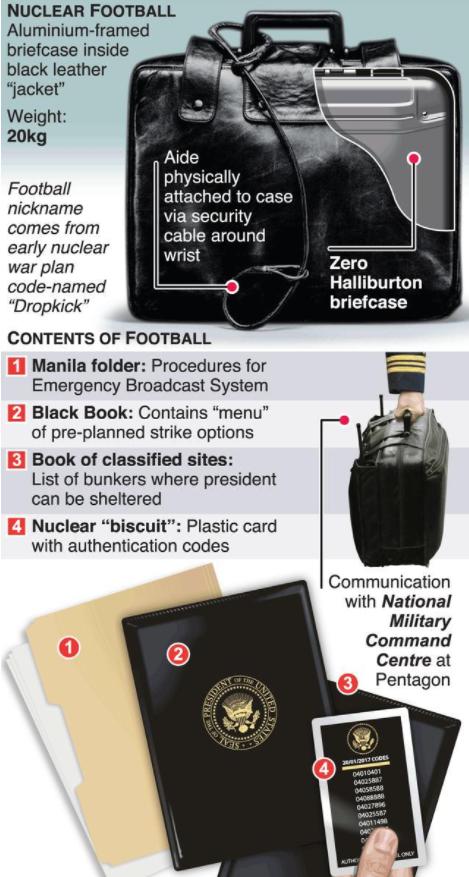 NUCLEAR FOOTBALL
Aluminium-framed
briefcase inside
black leather
“jacket”
Weight:
20kg
Football
nickname
comes from
early nuclear
war plan
code-named
“Dropkick”
Aide
physically
attached to case
via security
cable around
wrist
Zero
Halliburton
briefcase
CONTENTS OF FOOTBALL
1 Manila folder: Procedures for
Emergency Broadcast System
2 Black Book: Contains “menu”
of pre-planned strike options
3 Book of classified sites:
List of bunkers where president
can be sheltered
4 Nuclear “biscuit”: Plastic card
with authentication codes
Communication
with National
Military
Command
Centre at
Pentagon
1
2
3
4
SEAL OF THE PRESIDENT OF THE UNITED STATES
20/01/2017 CODES
04010401
04025887
04058588
04088888
04027896
04025587
04011498
ONLY